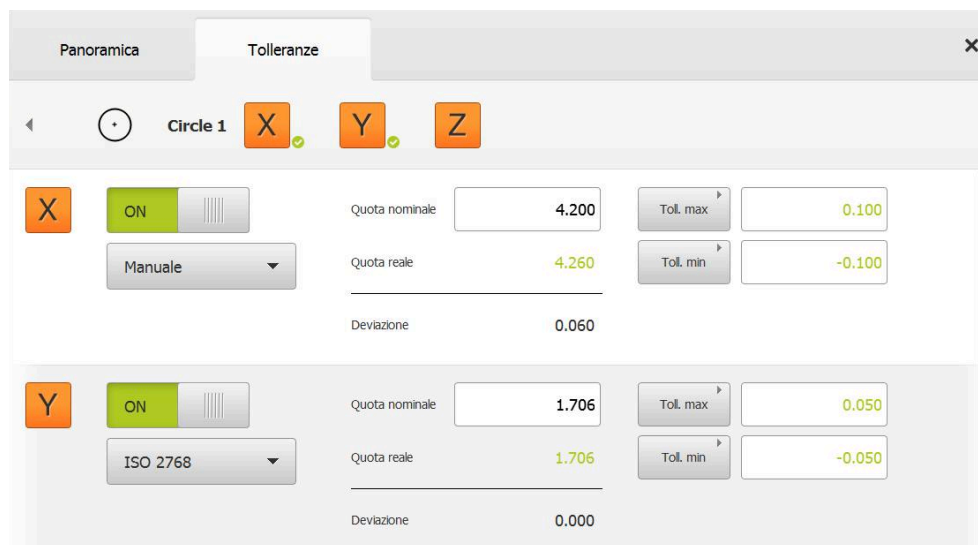 Panoramica Tolleranze
Circle 1 X Y Z
X ON Quota nominale 4.200 Toll. max 0.100
Manuale Quota reale 4.260 Toll. min -0.100
Deviazione 0.060
Y ON Quota nominale 1.706 Toll. max 0.050
ISO 2768 Quota reale 1.706 Toll. min -0.050
Deviazione 0.000